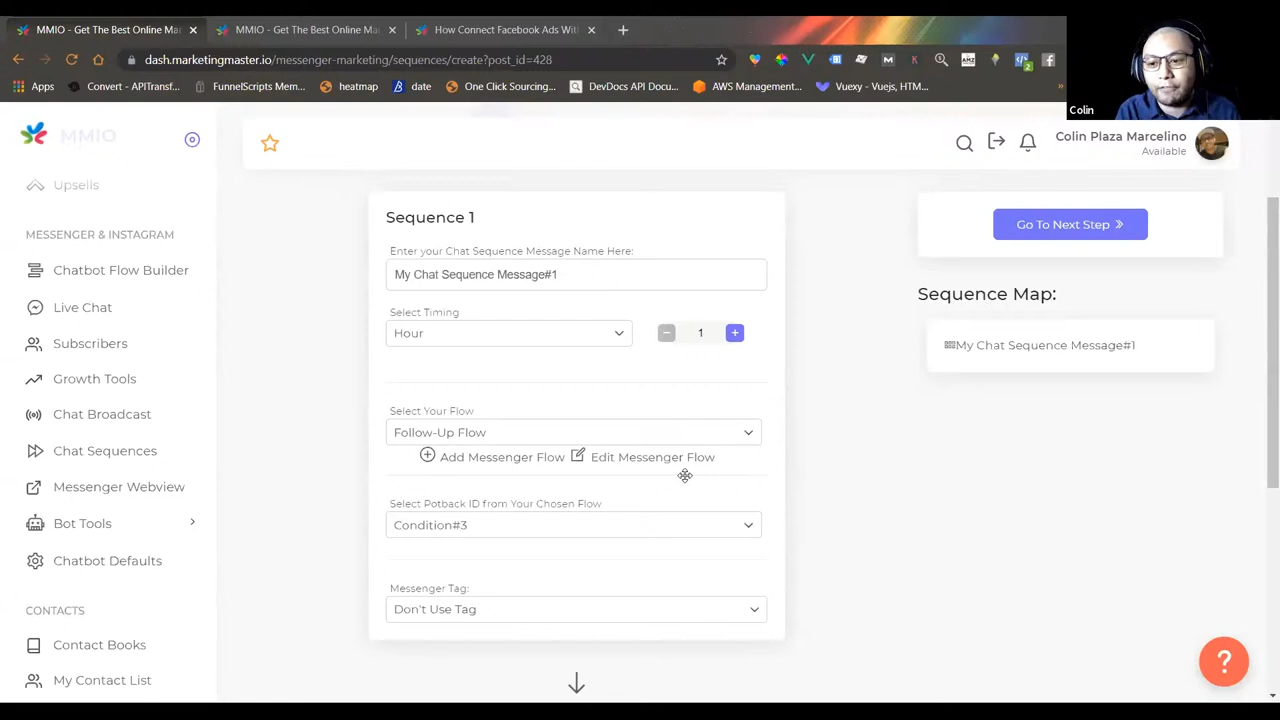 MMIO - Get The Best Online Mar
MMIO - Get The Best Online Mar
How Connect Facebook Ads With
dash.marketingmaster.io/messenger-marketing/sequences/create?post_id=428
Apps
Convert - APITransf...
FunnelScripts Mem...
heatmap
date
One Click Sourcing...
DevDocs API Docu...
AWS Management...
Vuexy - Vuejs, HTM...
Colin
MMIO
Colin Plaza Marcelino
Available
Upsells
MESSENGER & INSTAGRAM
Chatbot Flow Builder
Live Chat
Subscribers
Growth Tools
Chat Broadcast
Chat Sequences
Messenger Webview
Bot Tools
Chatbot Defaults
CONTACTS
Contact Books
My Contact List
Sequence 1
Enter your Chat Sequence Message Name Here:
My Chat Sequence Message#1
Select Timing
Hour
1
Select Your Flow
Follow-Up Flow
Add Messenger Flow
Edit Messenger Flow
Select Potback ID from Your Chosen Flow
Condition#3
Messenger Tag:
Don't Use Tag
Go To Next Step
Sequence Map:
My Chat Sequence Message#1
?